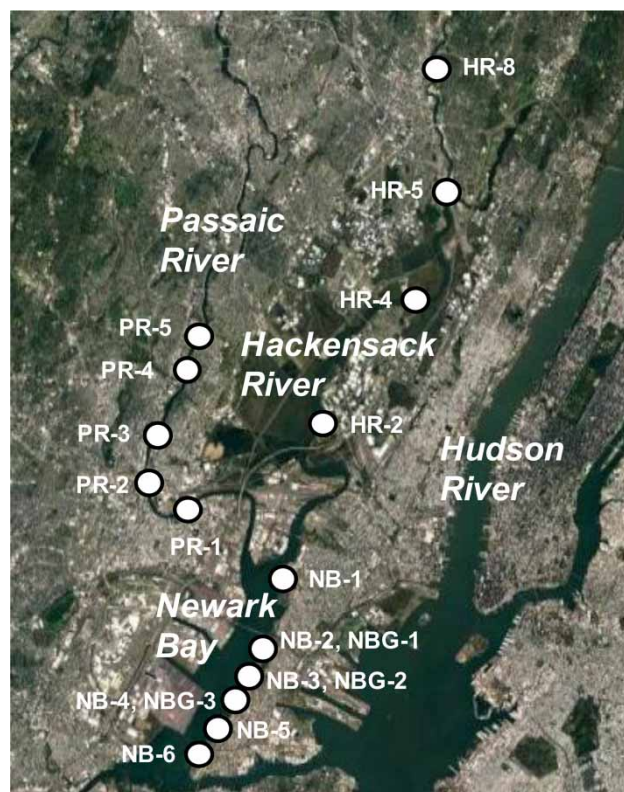 HR-8
HR-5
Passaic
River
HR-4
PR-5
Hackensack
River
PR-4
HR-2
PR-3
Hudson
River
PR-2
PR-1
NB-1
Newark
Bay
NB-2, NBG-1
NB-3, NBG-2
NB-4, NBG-3
NB-5
NB-6